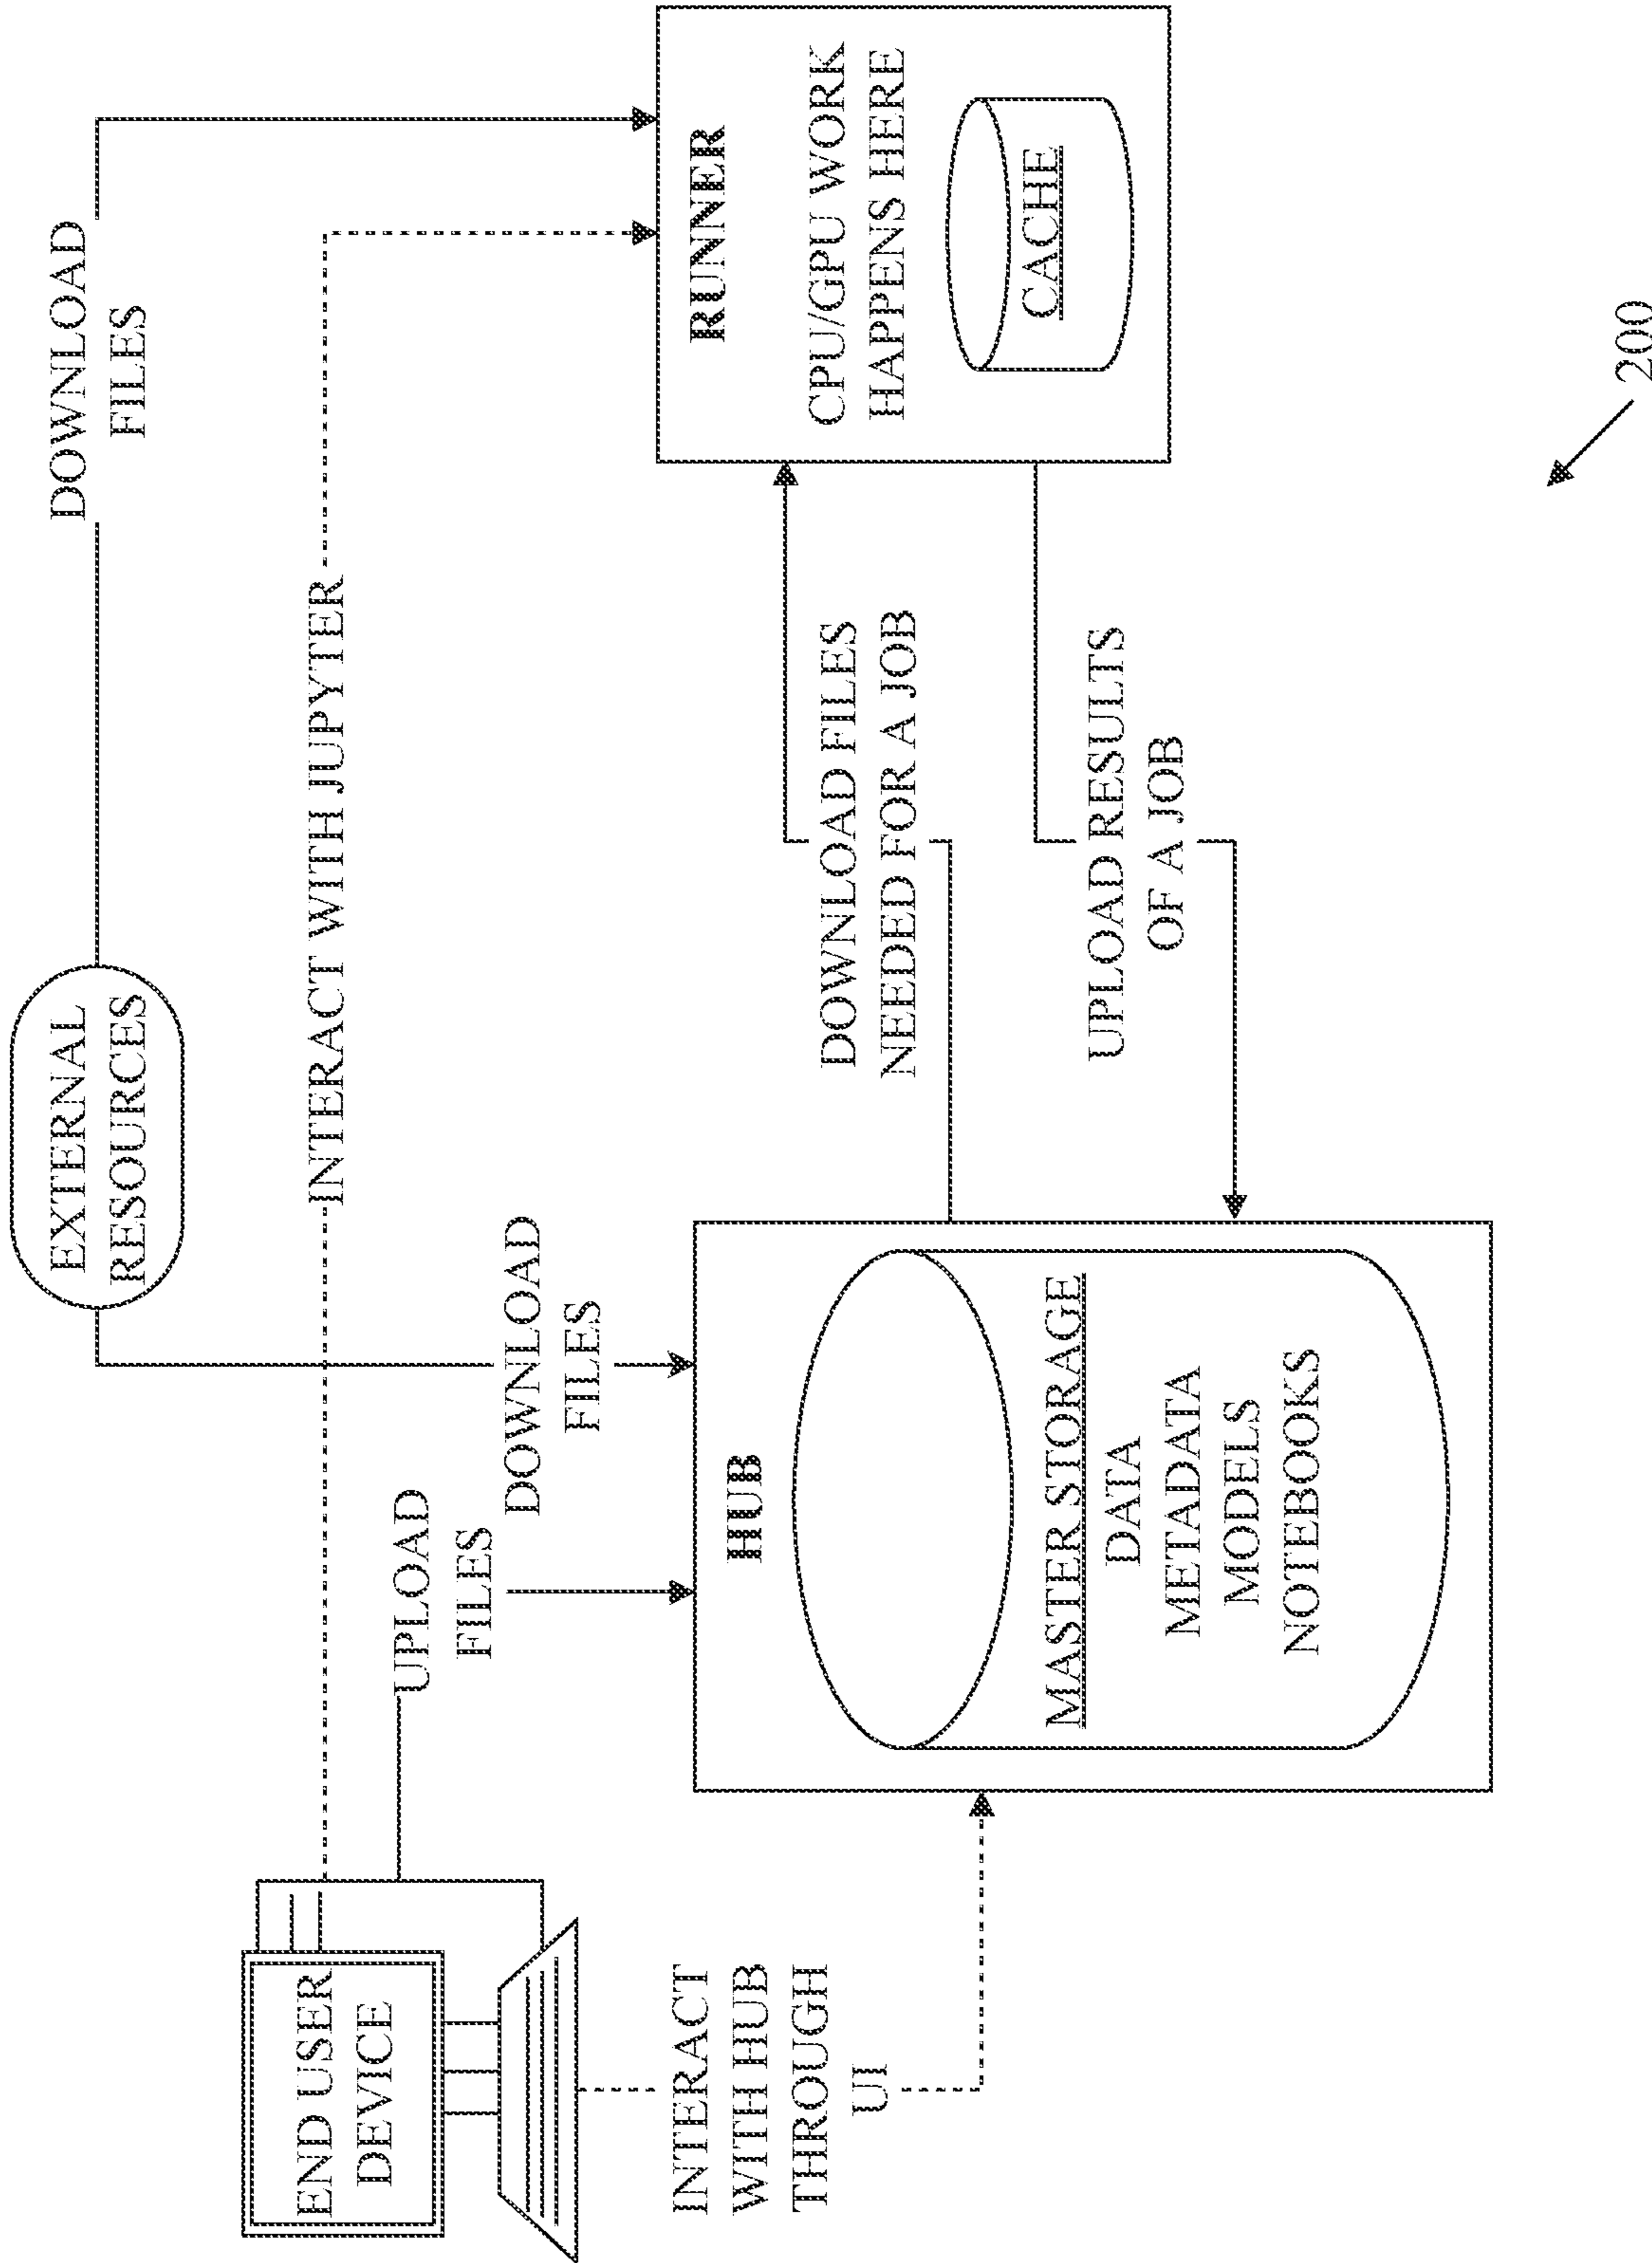 EXTERNAL
RESOURCES
DOWNLOAD
FILES
END USER
DEVICE
INTERACT WITH JUPYTER
UPLOAD
FILES
DOWNLOAD
FILES
INTERACT
WITH HUB
THROUGH
UI
HUB
MASTER STORAGE
DATA
METADATA
MODELS
NOTEBOOKS
DOWNLOAD FILES
NEEDED FOR A JOB
UPLOAD RESULTS
OF A JOB
RUNNER
CPU/GPU WORK
HAPPENS HERE
CACHE
200